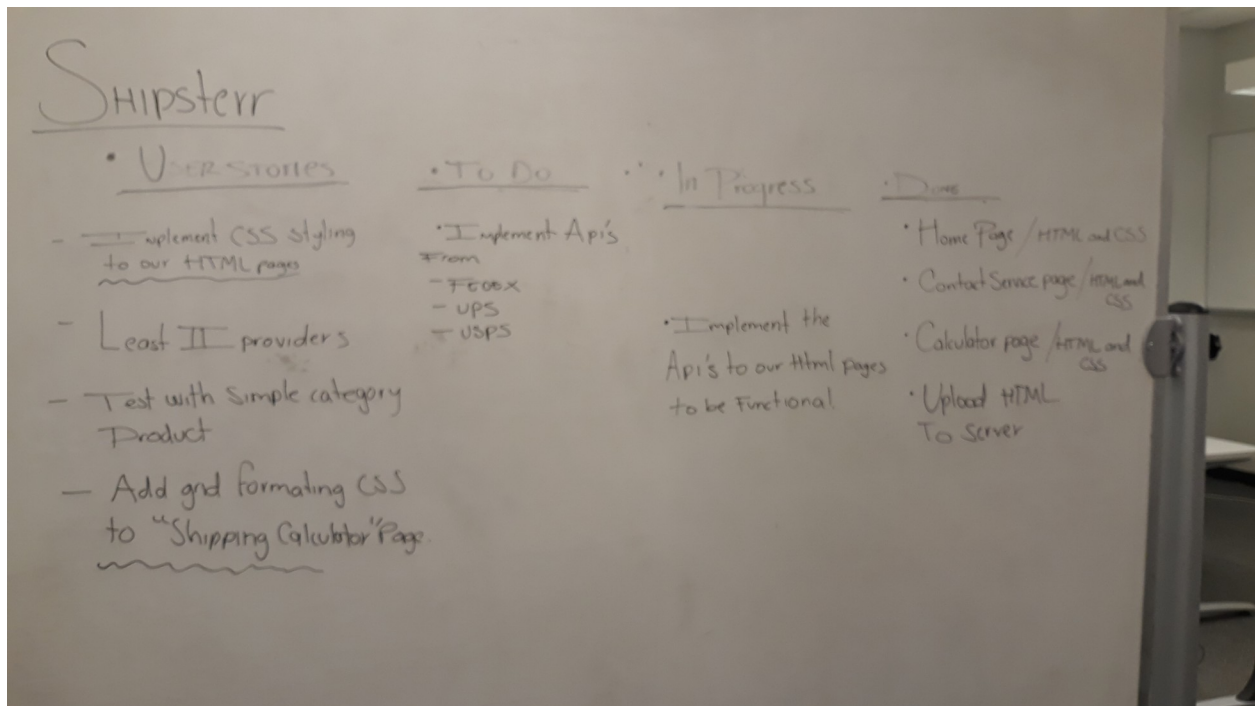 SHIPSterr
• USER STORIES
- Implement CSS Styling
to our HTML pages
- Least II providers
- Test with Simple category
Product
- Add grid formating CSS
to "Shipping Calculator" Page.
• To Do
• Implement Api's
From
- FEDEX
- UPS
- USPS
• In Progress
• Implement the
Api's to our Html pages
to be Functional
• Done
• Home Page / HTML and CSS
• Contact Service page / HTML and
CSS
• Calculator page / HTML and
CSS
• Upload HTML
To Server